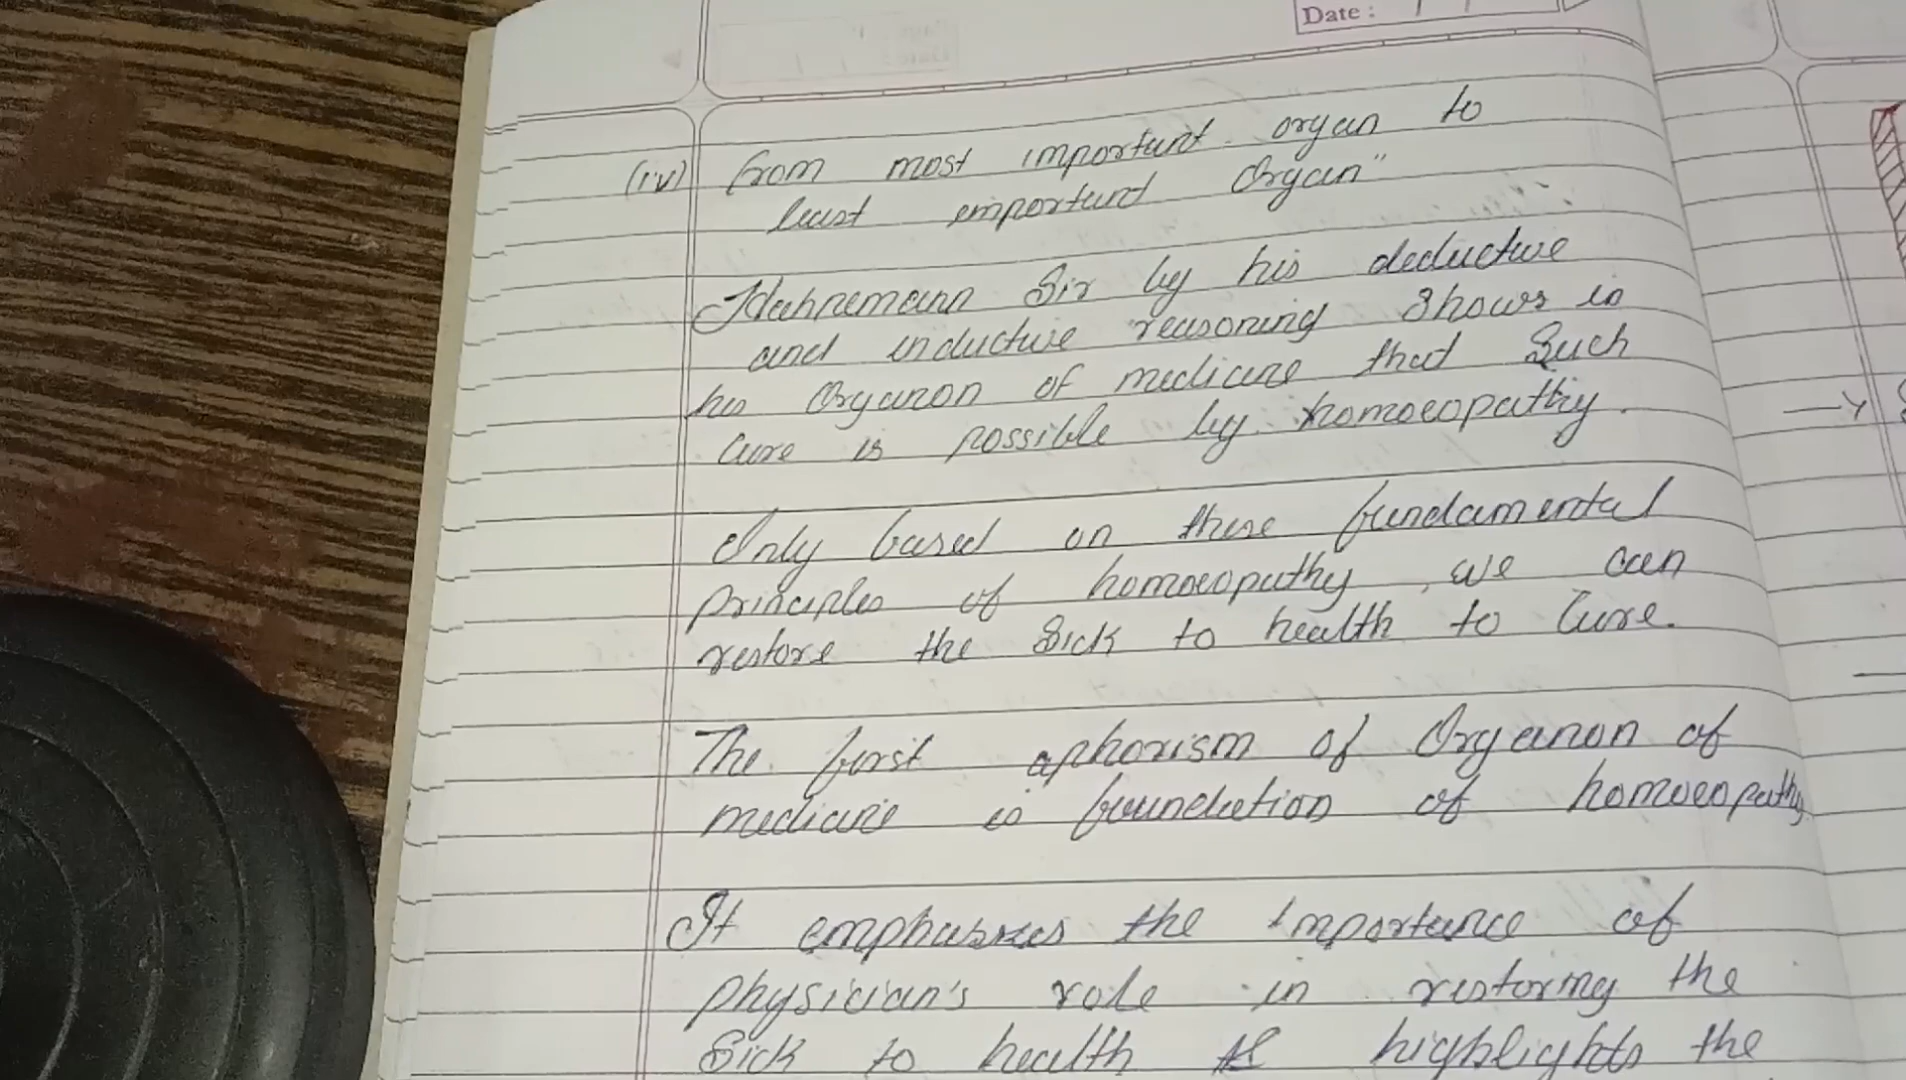 Date : / /
(iv) from most important organ to
least emportant Organ"
Hahnemann Sir by his deductive
and inductive reasoning shows in
his Organon of medicine that Such
Cure is possible by homoeopathy.
Only based on these fundamental
principles of homoeopathy, we can
restore the Sick to health to Cure.
The first aphorism of Organon of
medicine is foundation of homoeopathy
It emphasises the importance of
physician's role in restoring the
Sick to health It highlights the